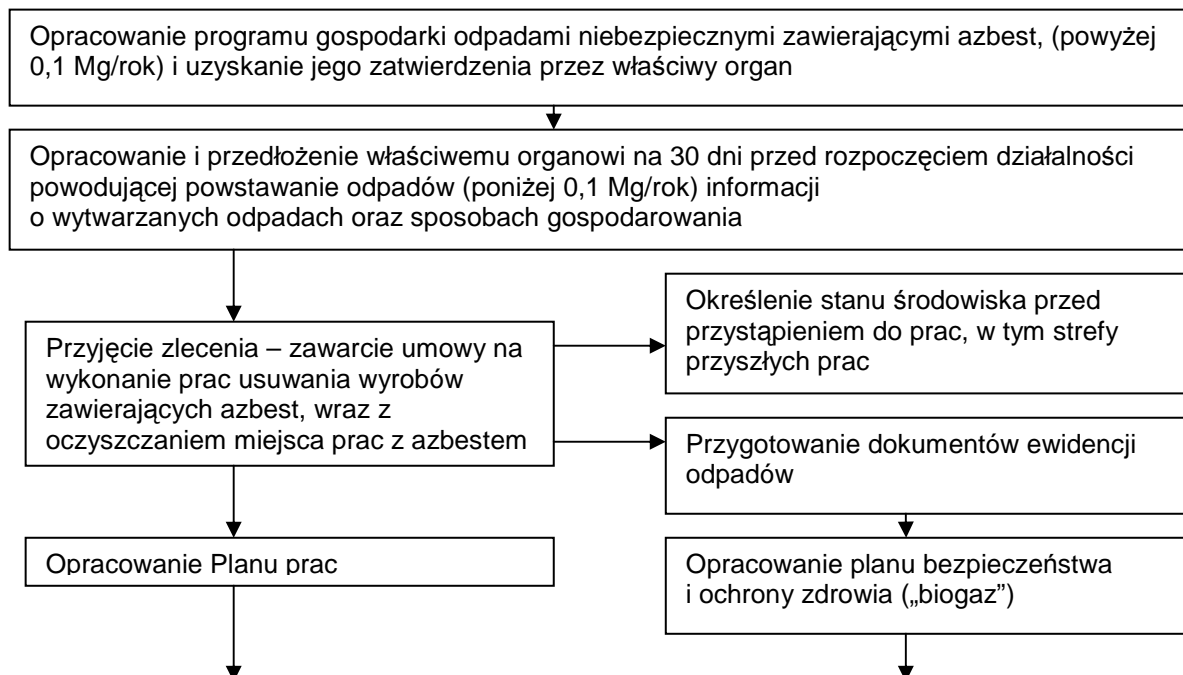 Opracowanie programu gospodarki odpadami niebezpiecznymi zawierającymi azbest, (powyżej
0,1 Mg/rok) i uzyskanie jego zatwierdzenia przez właściwy organ
Opracowanie i przedłożenie właściwemu organowi na 30 dni przed rozpoczęciem działalności
powodującej powstawanie odpadów (poniżej 0,1 Mg/rok) informacji
o wytwarzanych odpadach oraz sposobach gospodarowania
Przyjęcie zlecenia – zawarcie umowy na
wykonanie prac usuwania wyrobów
zawierających azbest, wraz z
oczyszczaniem miejsca prac z azbestem
Określenie stanu środowiska przed
przystąpieniem do prac, w tym strefy
przyszłych prac
Przygotowanie dokumentów ewidencji
odpadów
Opracowanie Planu prac
Opracowanie planu bezpieczeństwa
i ochrony zdrowia („biogaz”)